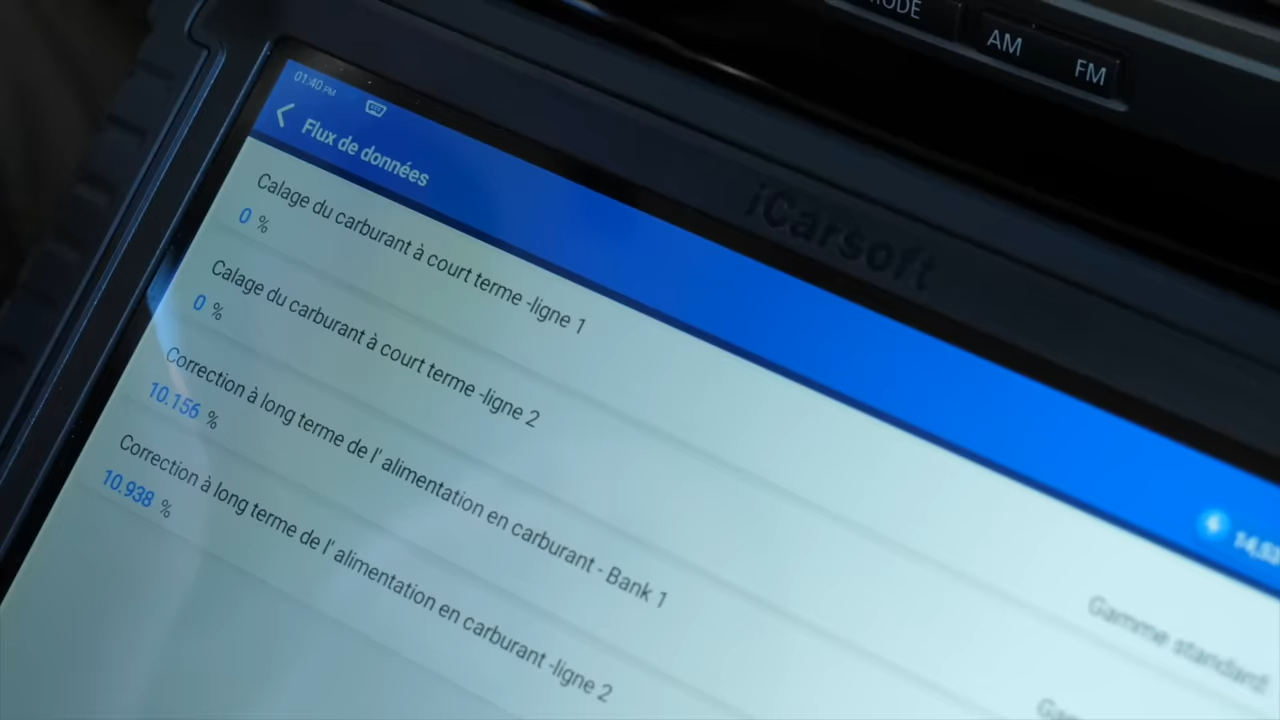 MODE
AM
FM
iCarsoft
01:40 PM
Flux de données
Calage du carburant à court terme -ligne 1
0 %
Calage du carburant à court terme -ligne 2
0 %
Correction à long terme de l' alimentation en carburant - Bank 1
10.156 %
Gamme standard
Correction à long terme de l' alimentation en carburant -ligne 2
10.938 %